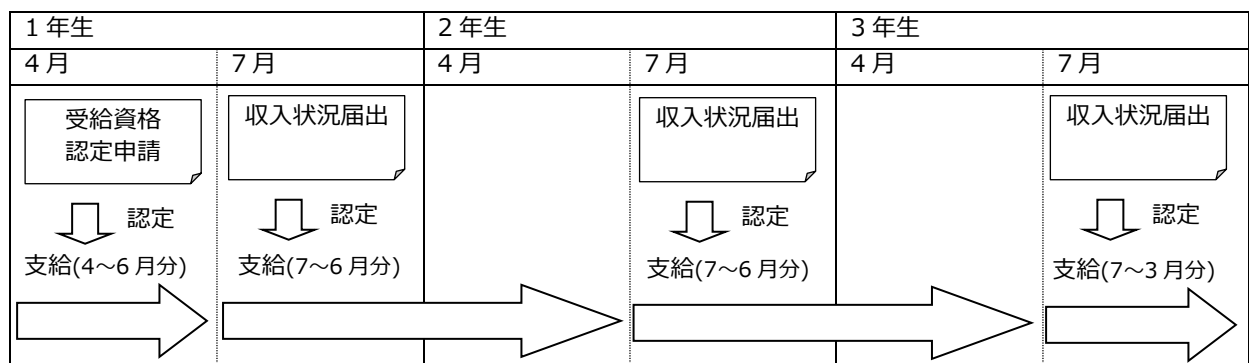 1年生
2年生
3年生
4月
7月
4月
7月
4月
7月
受給資格
認定申請
認定
支給(4～6月分)
収入状況届出
認定
支給(7～6月分)
収入状況届出
認定
支給(7～6月分)
収入状況届出
認定
支給(7～3月分)